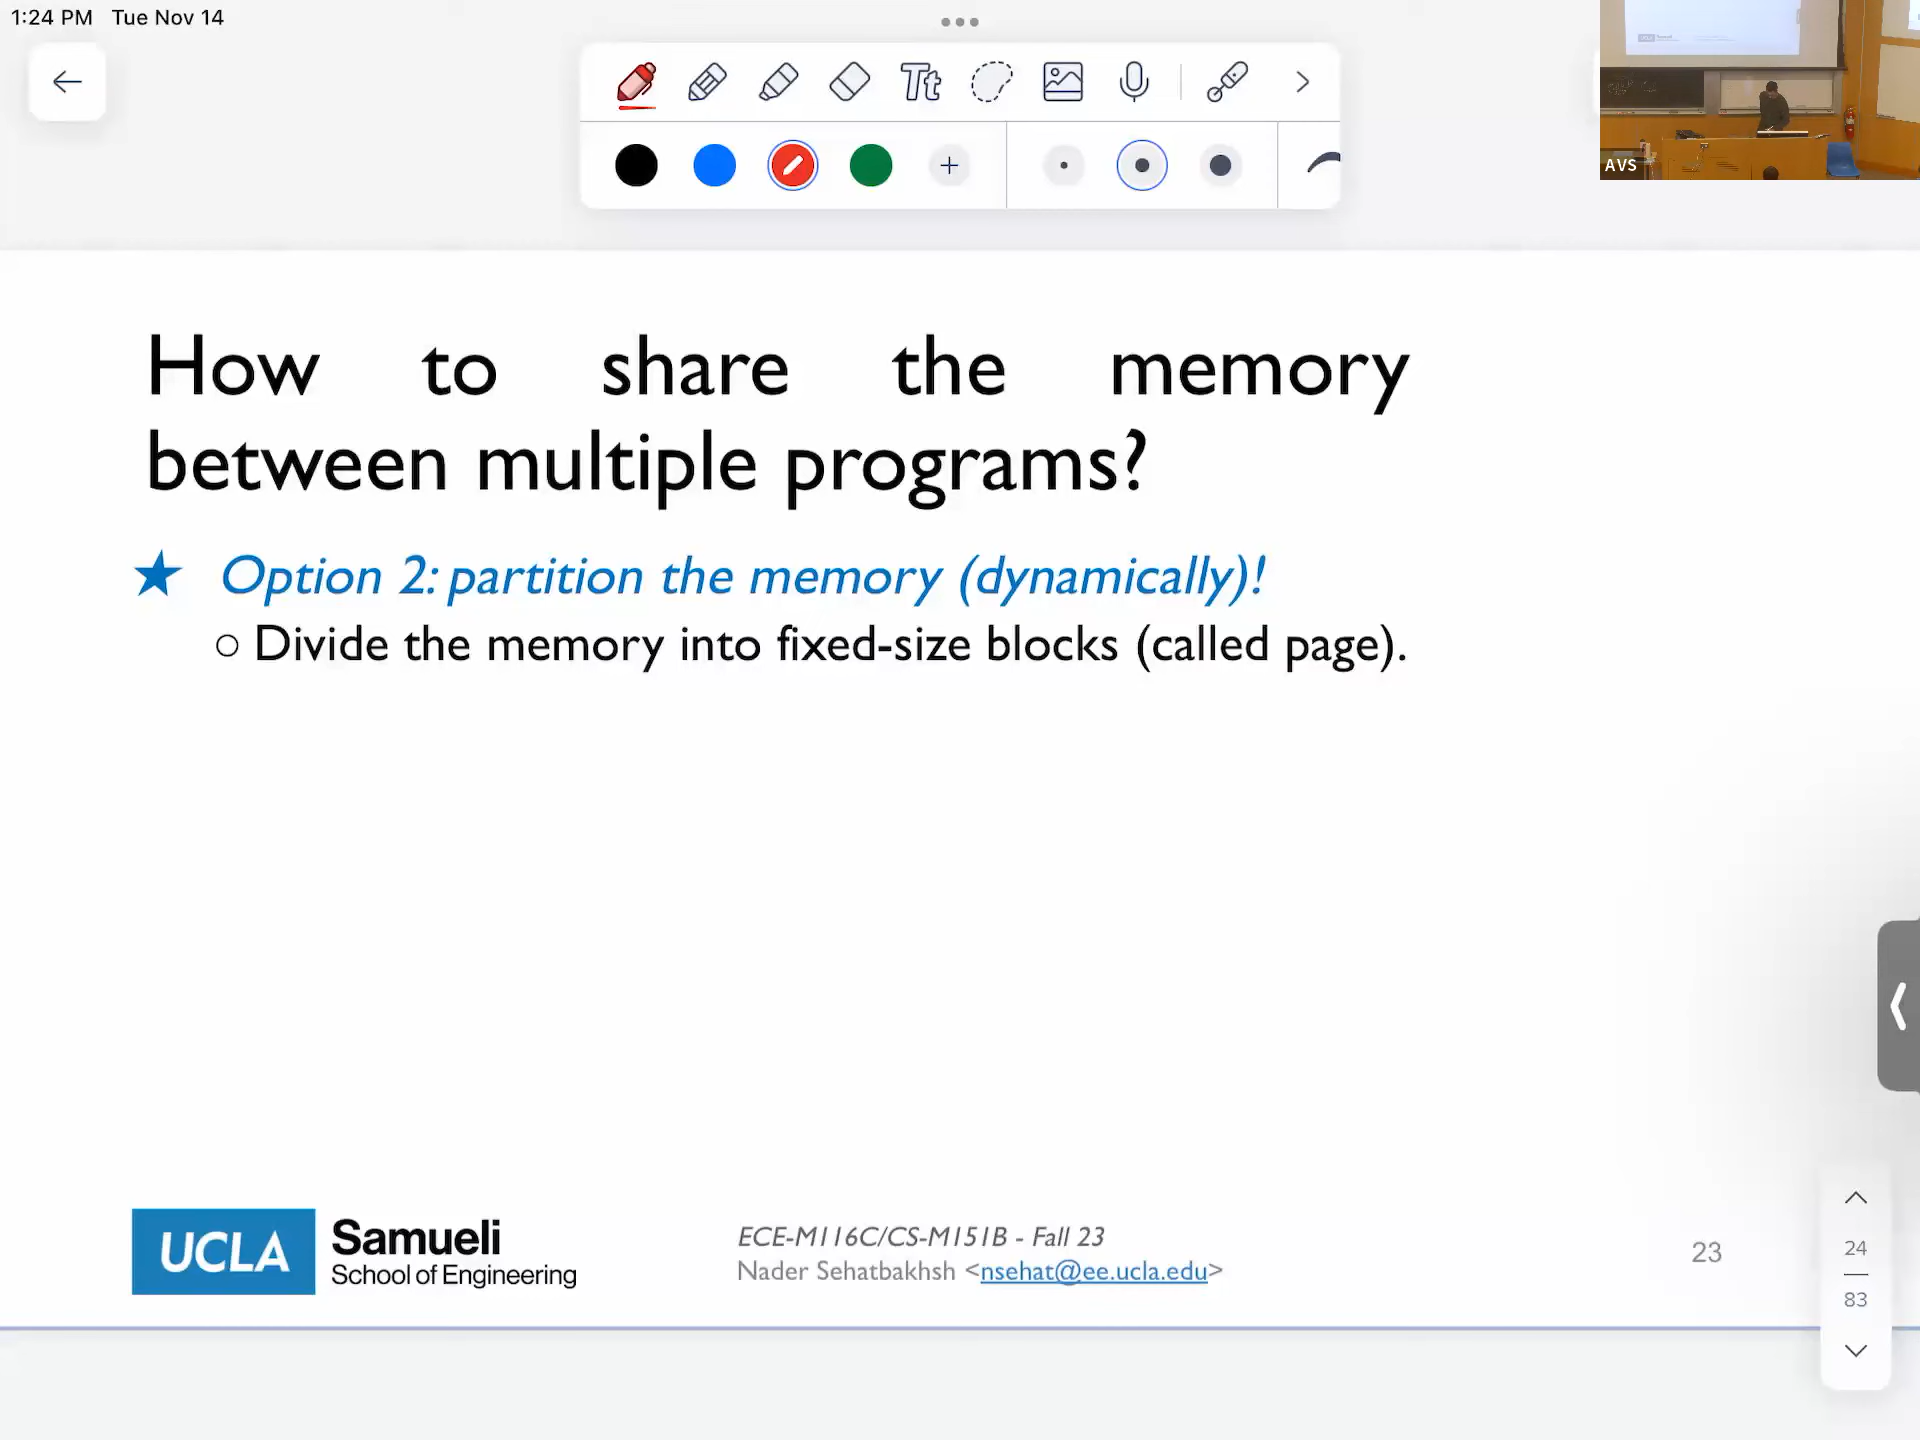 1:24 PM Tue Nov 14
Tt
AVS
How to share the memory
between multiple programs?
★ Option 2: partition the memory (dynamically)!
○ Divide the memory into fixed-size blocks (called page).
UCLA Samueli
School of Engineering
ECE-M116C/CS-M151B - Fall 23
Nader Sehatbakhsh <nsehat@ee.ucla.edu>
23
24
83